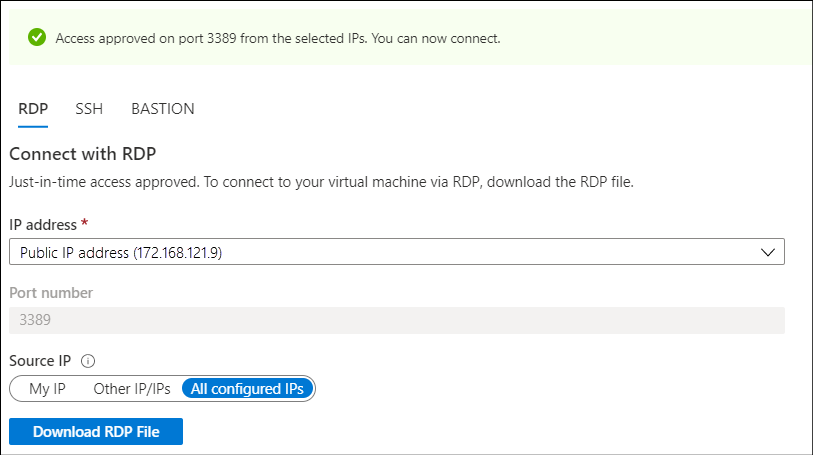 Access approved on port 3389 from the selected IPs. You can now connect.
RDP SSH BASTION
Connect with RDP
Just-in-time access approved. To connect to your virtual machine via RDP, download the RDP file.
IP address *
Public IP address (172.168.121.9)
Port number
3389
Source IP
My IP Other IP/IPs All configured IPs
Download RDP File